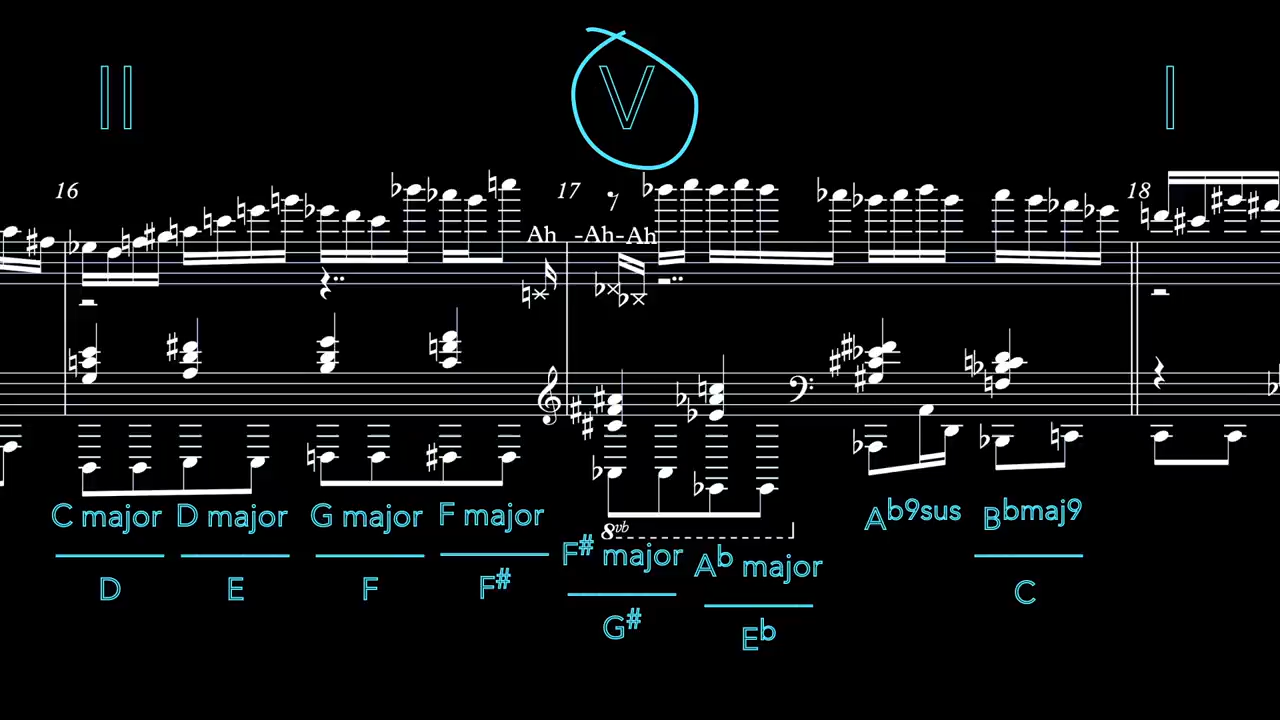 II V I
16 17 18
Ah -Ah-Ah
C major D major G major F major
D E F F#
8vb
F# major Ab major
G# Eb
Ab9sus Bbmaj9
C